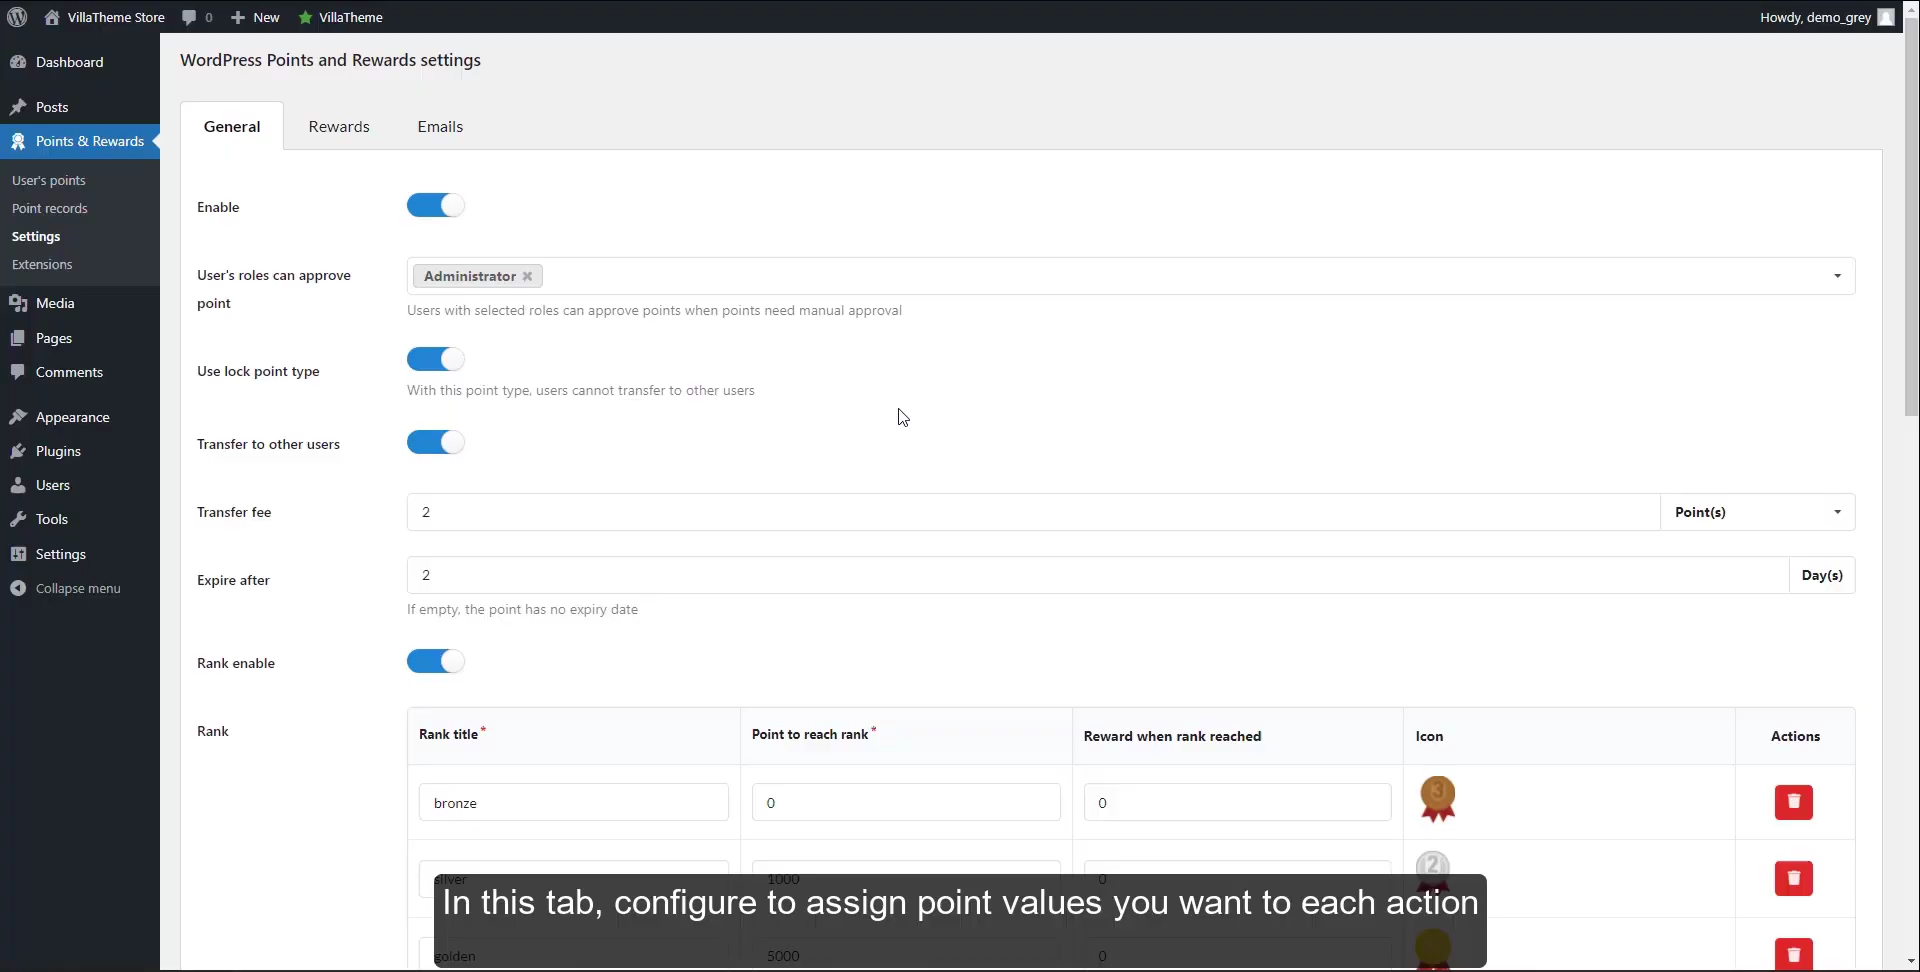 VillaTheme Store 0 New VillaTheme Howdy, demo_grey
Dashboard
Posts
Points & Rewards
User's points
Point records
Settings
Extensions
Media
Pages
Comments
Appearance
Plugins
Users
Tools
Settings
Collapse menu
WordPress Points and Rewards settings
General Rewards Emails
Enable
User's roles can approve
point
Administrator
Users with selected roles can approve points when points need manual approval
Use lock point type
With this point type, users cannot transfer to other users
Transfer to other users
Transfer fee 2 Point(s)
Expire after 2 Day(s)
If empty, the point has no expiry date
Rank enable
Rank
Rank title* Point to reach rank* Reward when rank reached Icon Actions
bronze 0 0 3
silver 1000 0 2
golden 5000 0
In this tab, configure to assign point values you want to each action